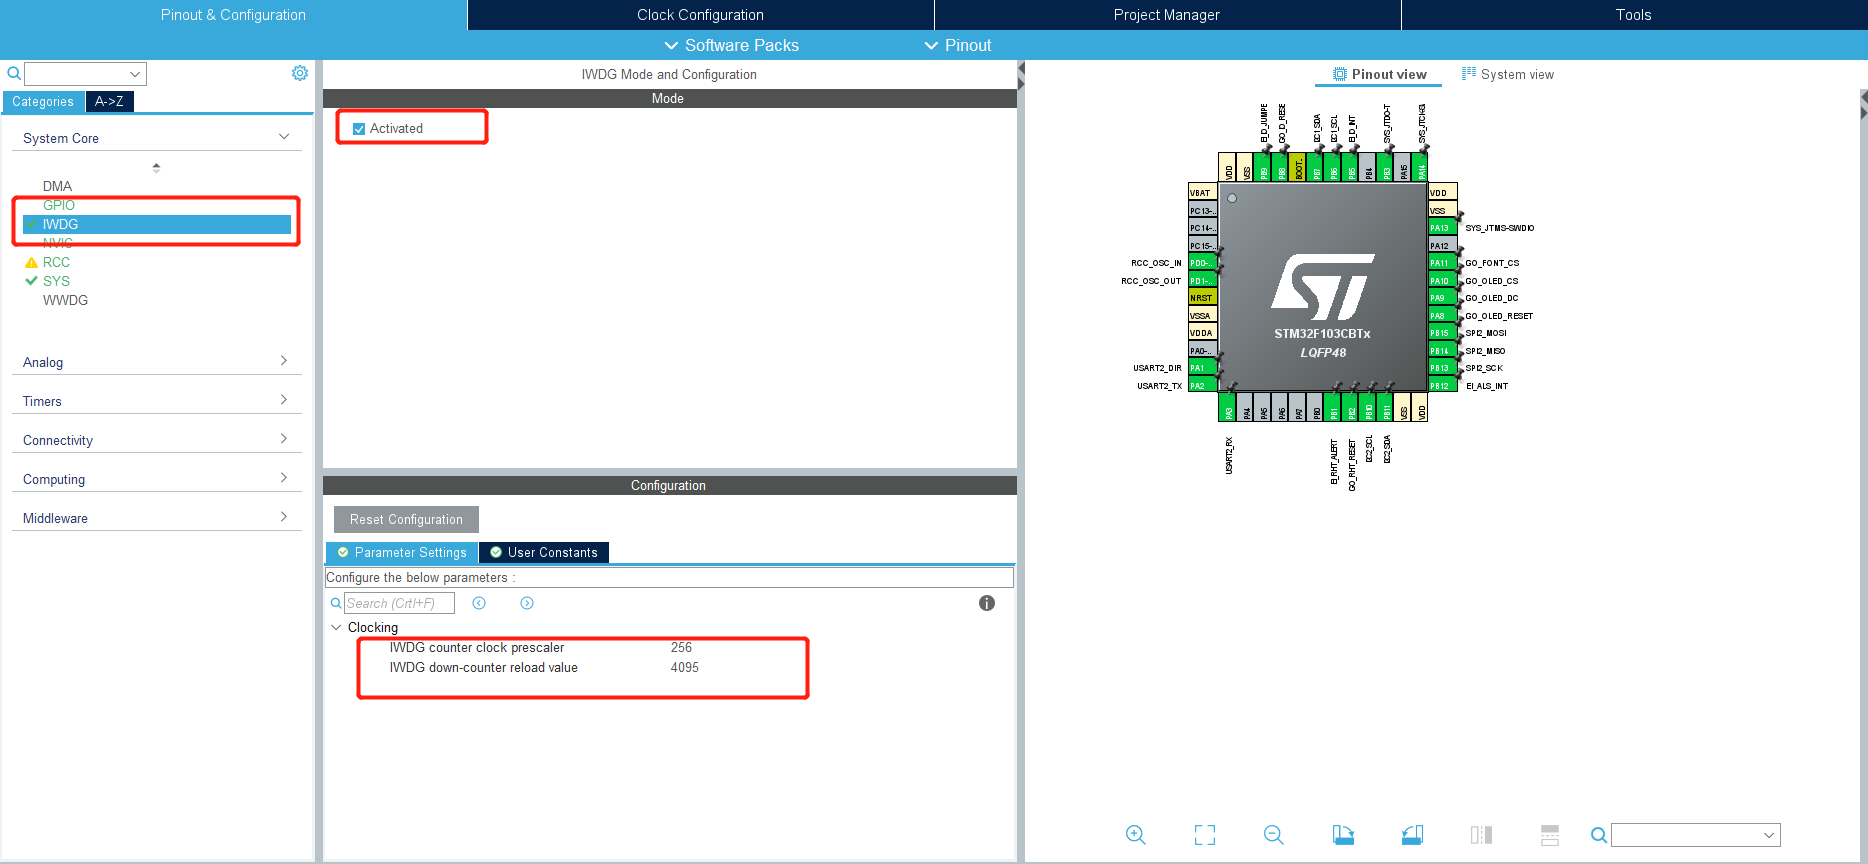 Pinout & Configuration
Clock Configuration
Project Manager
Tools
Software Packs
Pinout
Categories
A->Z
System Core
DMA
GPIO
IWDG
NVIC
RCC
SYS
WWDG
Analog
Timers
Connectivity
Computing
Middleware
IWDG Mode and Configuration
Mode
Activated
Configuration
Reset Configuration
Parameter Settings
User Constants
Configure the below parameters :
Search (Crtl+F)
Clocking
IWDG counter clock prescaler 256
IWDG down-counter reload value 4095
Pinout view
System view
EI_D_JUMPE
GO_D_RESE
I2C1_SDA
I2C1_SCL
EI_D_INT
SYS_JTDO-T
SYS_JTCK-S
VDD
VSS
PB9
PB8
BOOT..
PB7
PB6
PB5
PB4
PB3
PA15
PA14
VBAT
PC13-..
PC14-..
PC15-..
RCC_OSC_IN PD0-..
RCC_OSC_OUT PD1-..
NRST
VSSA
VDDA
PA0-..
USART2_DIR PA1
USART2_TX PA2
STM32F103CBTx
LQFP48
VDD
VSS
PA13 SYS_JTMS-SWDIO
PA12
PA11 GO_FONT_CS
PA10 GO_OLED_CS
PA9 GO_OLED_DC
PA8 GO_OLED_RESET
PB15 SPI2_MOSI
PB14 SPI2_MISO
PB13 SPI2_SCK
PB12 EI_ALS_INT
PA3
PA4
PA5
PA6
PA7
PB0
PB1
PB2
PB10
PB11
VSS
VDD
USART2_RX
EI_RHT_ALERT
GO_RHT_RESET
I2C2_SCL
I2C2_SDA